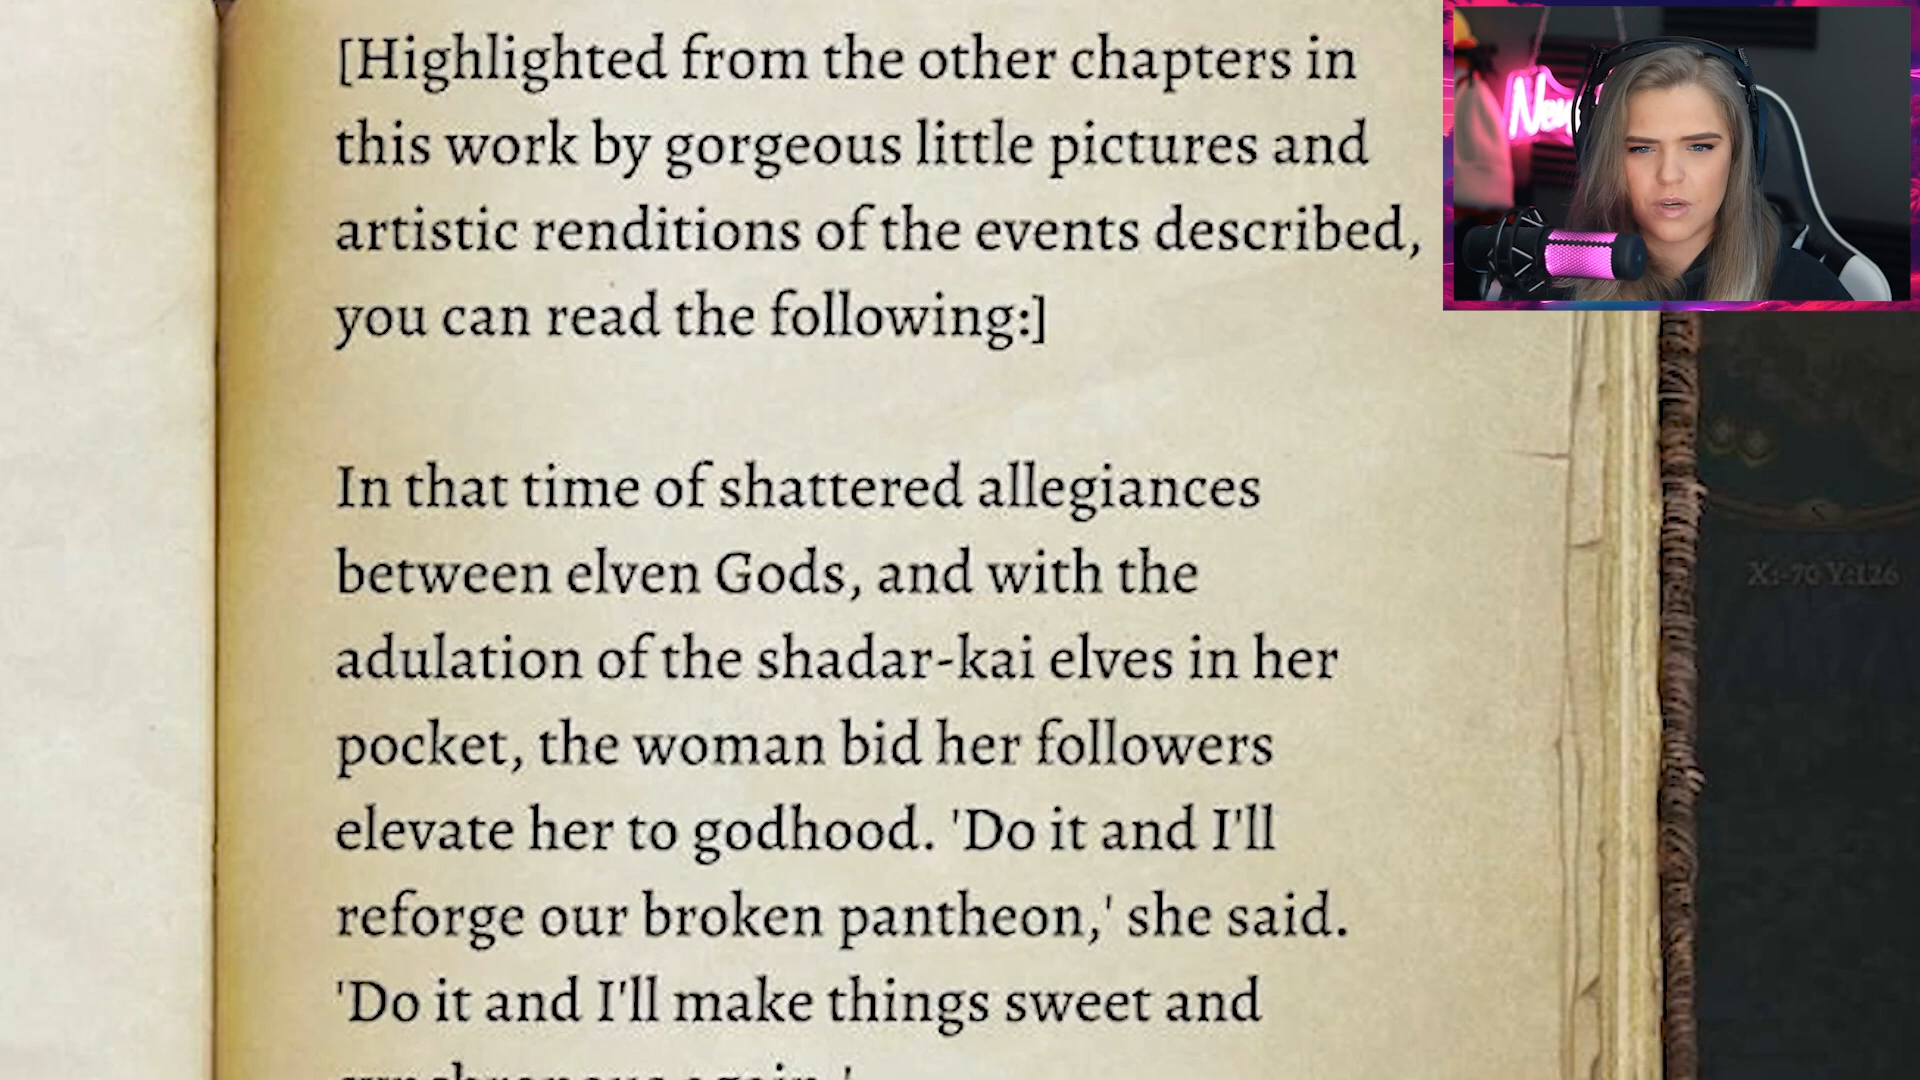 [Highlighted from the other chapters in
this work by gorgeous little pictures and
artistic renditions of the events described,
you can read the following:]
In that time of shattered allegiances
between elven Gods, and with the
adulation of the shadar-kai elves in her
pocket, the woman bid her followers
elevate her to godhood. 'Do it and I'll
reforge our broken pantheon,' she said.
'Do it and I'll make things sweet and
X:-70 Y:126